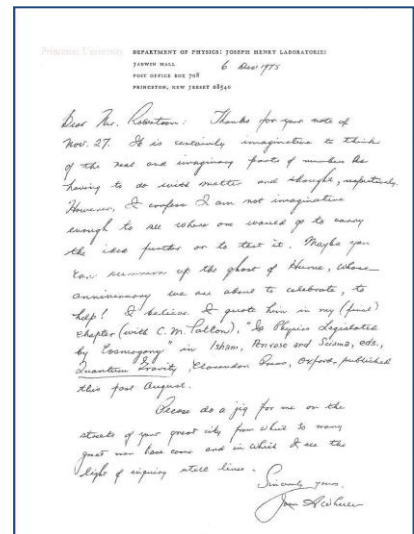 Princeton University DEPARTMENT OF PHYSICS: JOSEPH HENRY LABORATORIES
JADWIN HALL
POST OFFICE BOX 708
PRINCETON, NEW JERSEY 08540
6 Dec 1975
Dear Mr. Robertson: Thanks for your note of
Nov. 27. It is certainly imaginative to think
of the real and imaginary parts of numbers as
having to do with matter and thought, respectively.
However, I confess I am not imaginative
enough to see where one would go to carry
the idea further or to test it. Maybe you
can summon up the ghost of Hume, whose
anniversary we are about to celebrate, to
help! I believe I quote him in my (final)
chapter (with C. M. Patton), "Is Physics Legislated
by Cosmogony" in Isham, Penrose and Sciama, eds.,
Quantum Gravity, Clarendon Press, Oxford, published
this past August.
Please do a jig for me on the
streets of your great city from which so many
great men have come and in which I see the
light of inquiry still lives.
Sincerely yours,
John A Wheeler